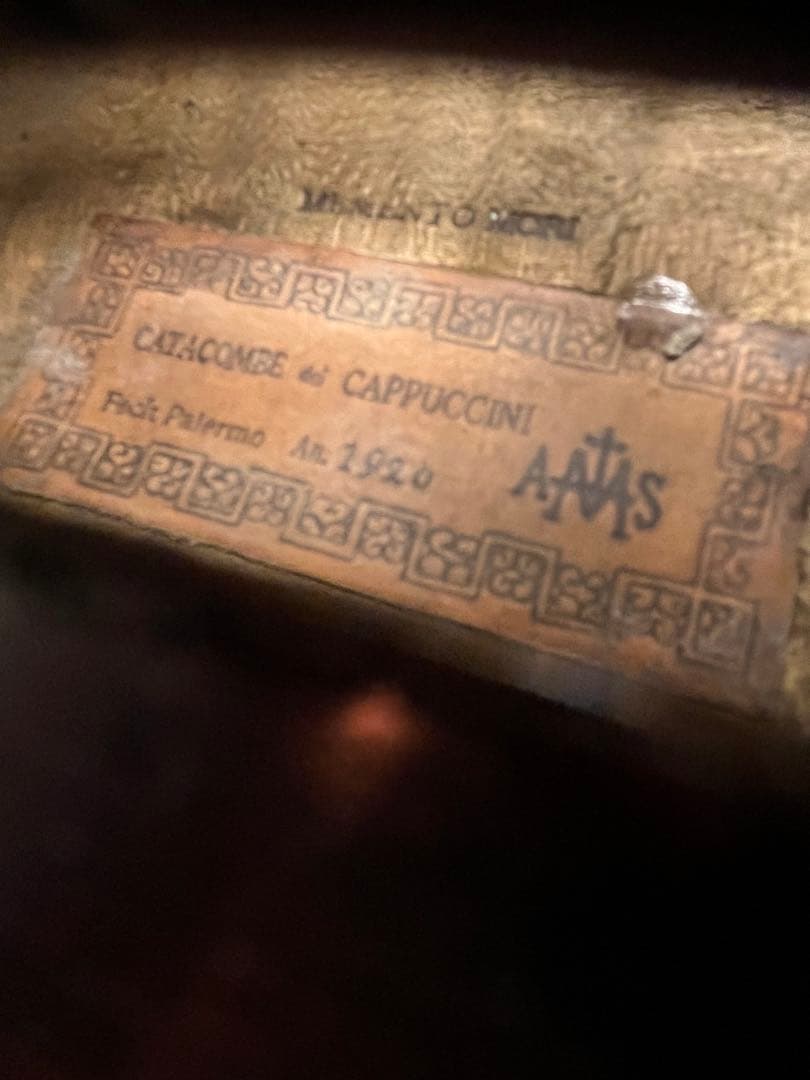 MEMENTO MORI
CATACOMBE dei CAPPUCCINI
Fecit Palermo An. 1920